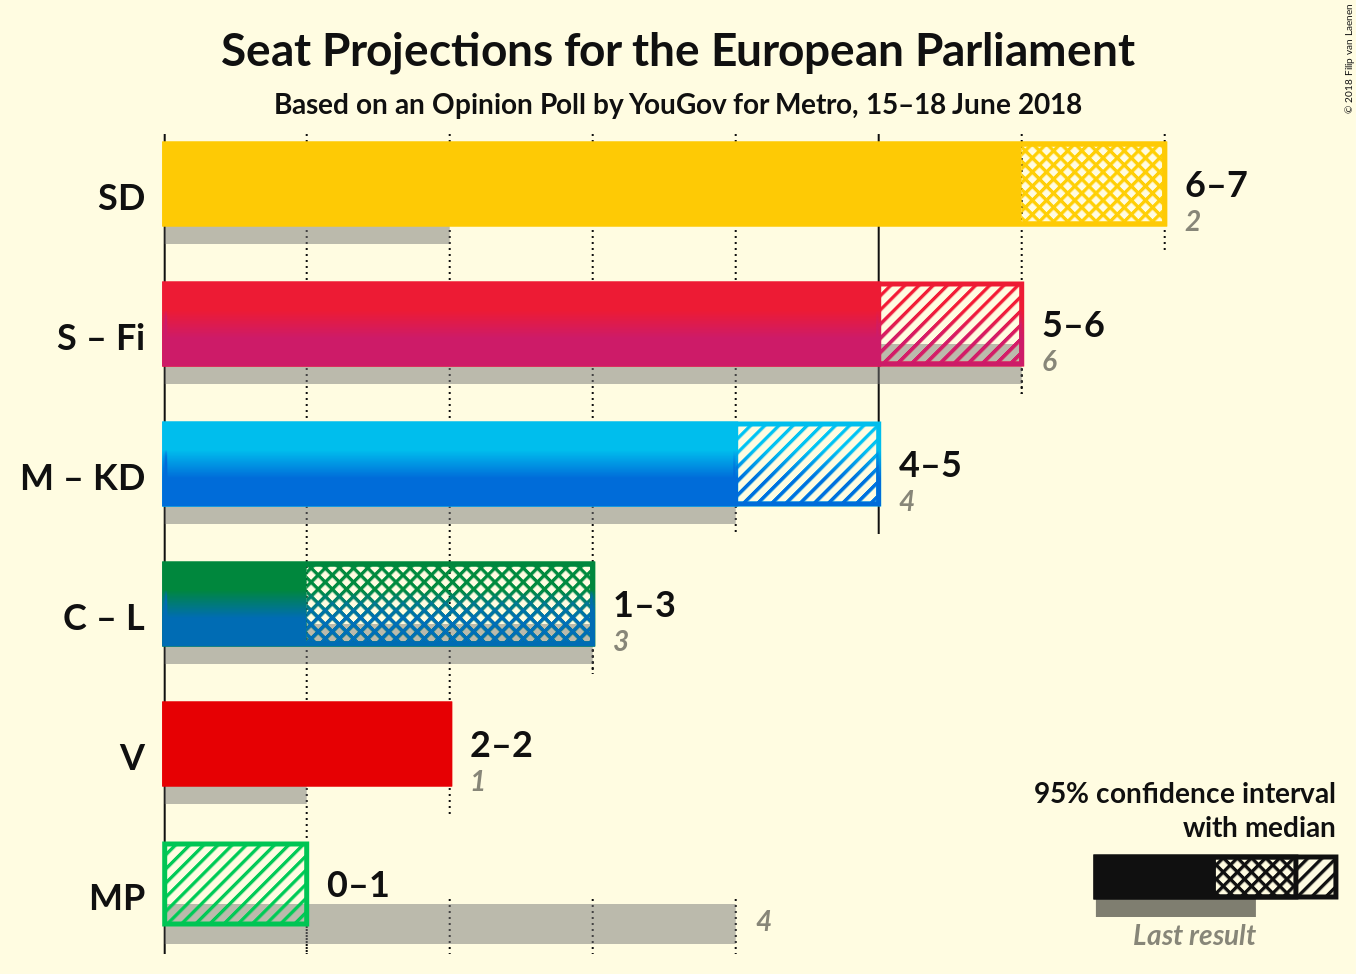 Seat Projections for the European Parliament
Based on an Opinion Poll by YouGov for Metro, 15–18 June 2018
© 2018 Filip van Laenen
SD
6–7
2
S – Fi
5–6
6
M – KD
4–5
4
C – L
1–3
3
V
2–2
1
MP
0–1
4
95% confidence interval
with median
Last result